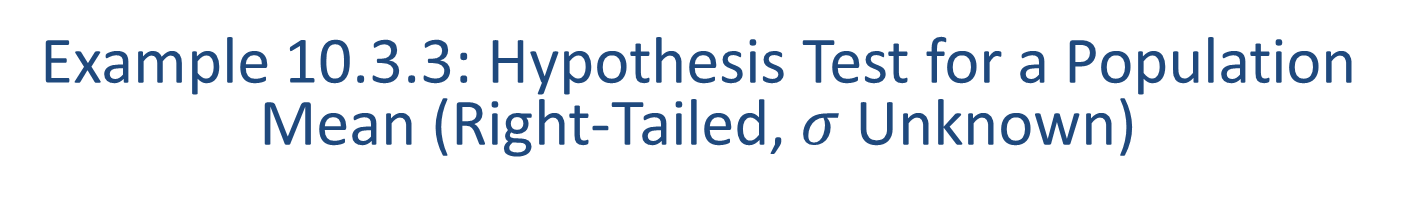 Example 10.3.3: Hypothesis Test for a Population
Mean (Right-Tailed, 𝜎 Unknown)